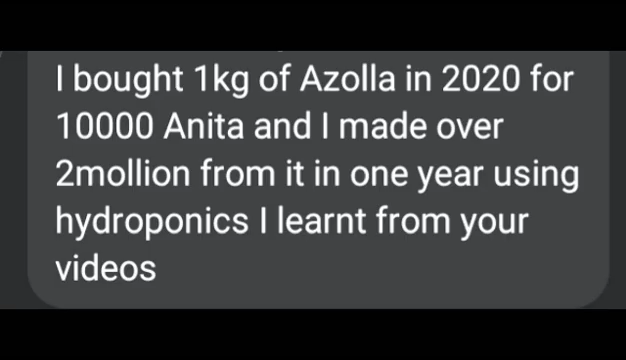 I bought 1kg of Azolla in 2020 for
10000 Anita and I made over
2mollion from it in one year using
hydroponics I learnt from your
videos